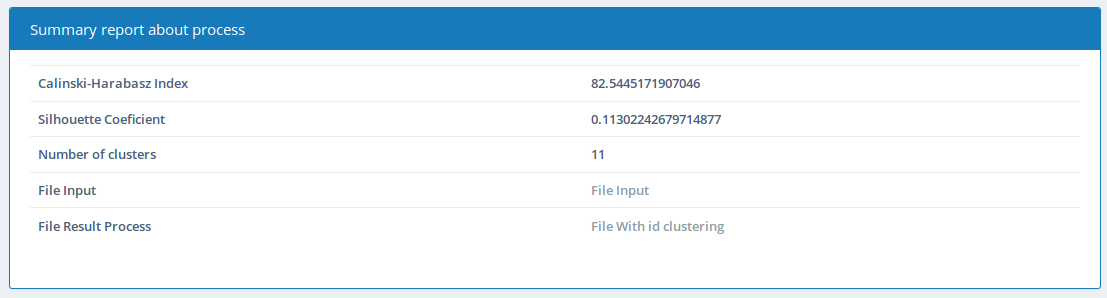 Summary report about process
Calinski-Harabasz Index 82.5445171907046
Silhouette Coeficient 0.11302242679714877
Number of clusters 11
File Input File Input
File Result Process File With id clustering